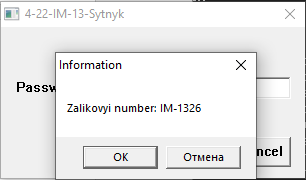 4-22-IM-13-Sytnyk
Information
Passw
Zalikovyi number: IM-1326
OK
Отмена
ncel